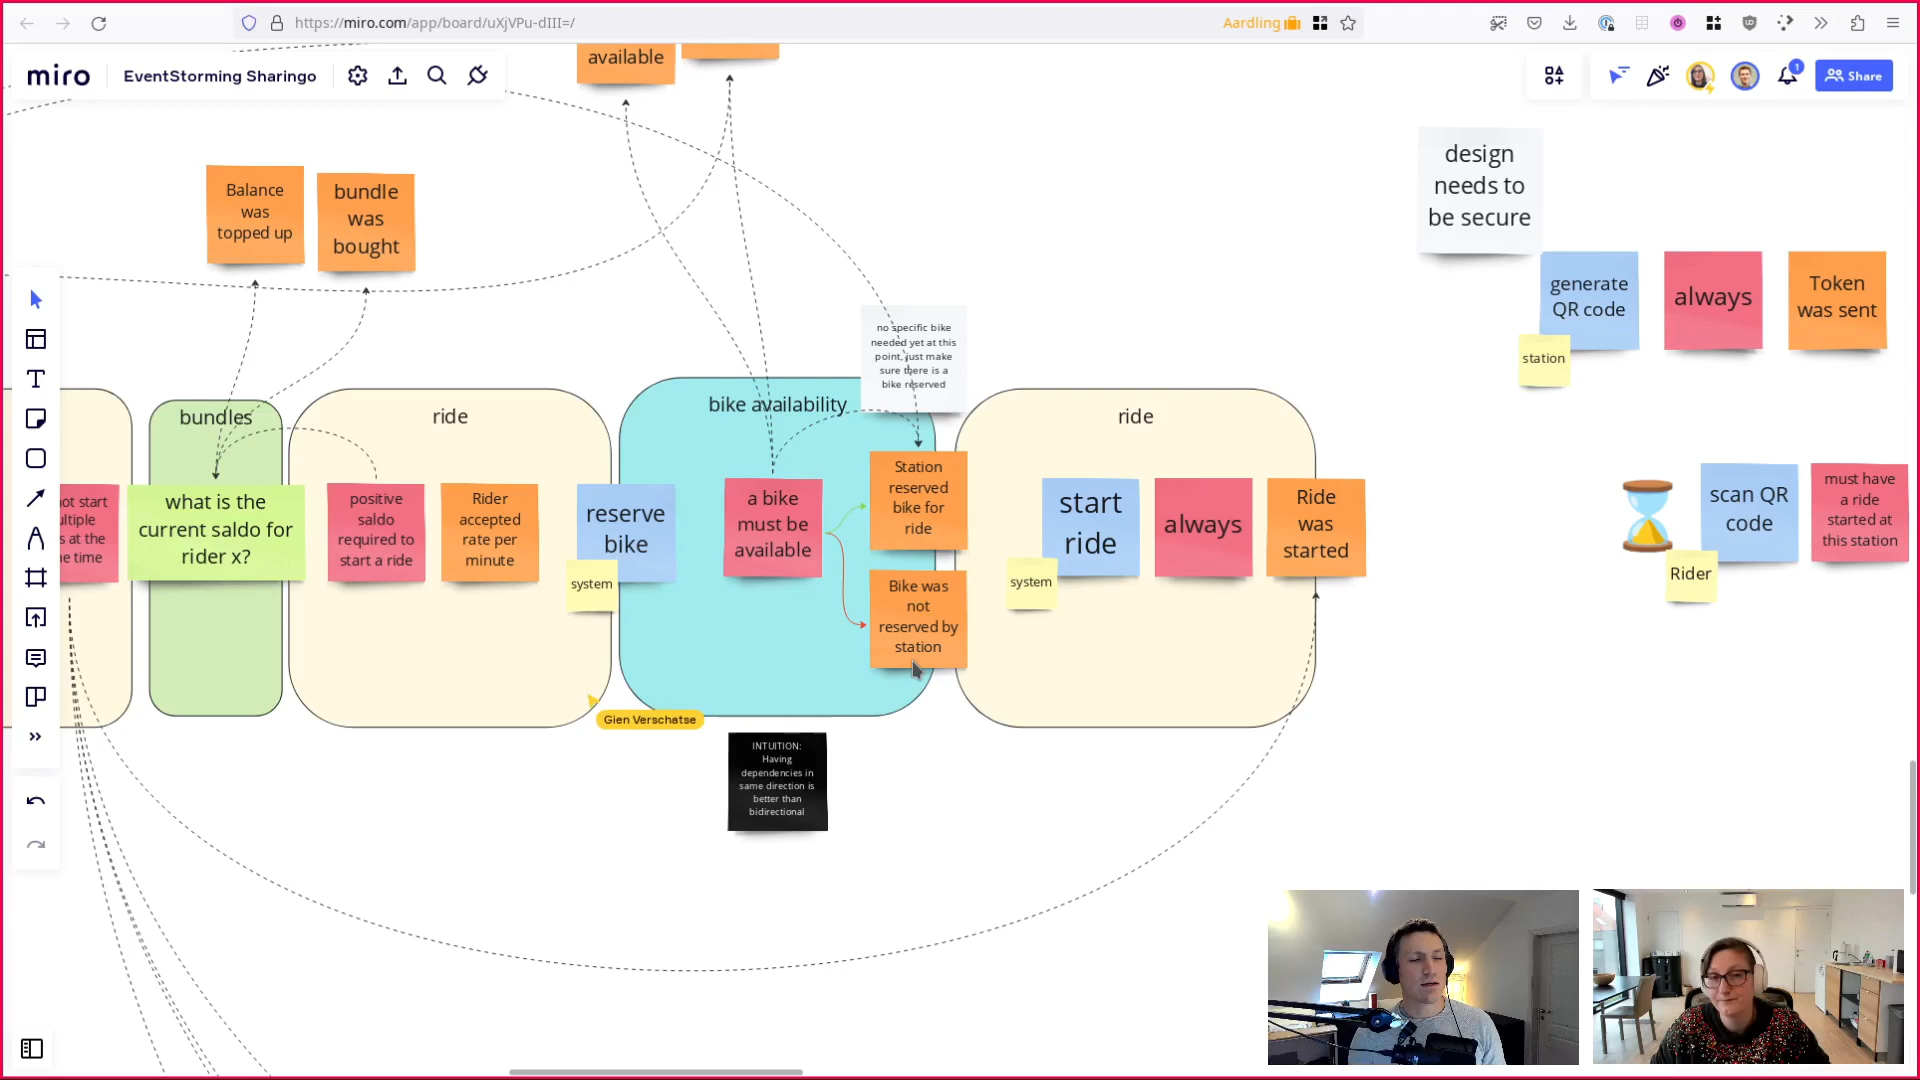 https://miro.com/app/board/uXjVPu-dIII=/
Aardling
miro
EventStorming Sharingo
1
Share
available
design
needs to
be secure
Balance
was
topped up
bundle
was
bought
generate
QR code
station
always
Token
was sent
no specific bike
needed yet at this
point, just make
sure there is a
bike reserved
bundles
ride
bike availability
ride
not start
at the
time
what is the
current saldo for
rider x?
positive
saldo
required to
start a ride
Rider
accepted
rate per
minute
reserve
bike
system
a bike
must be
available
Station
reserved
bike for
ride
Bike was
not
reserved by
station
start
ride
system
always
Ride
was
started
scan QR
code
Rider
must have
a ride
started at
this station
Gien Verschatse
INTUITION:
Having
dependencies in
same direction is
better than
bidirectional